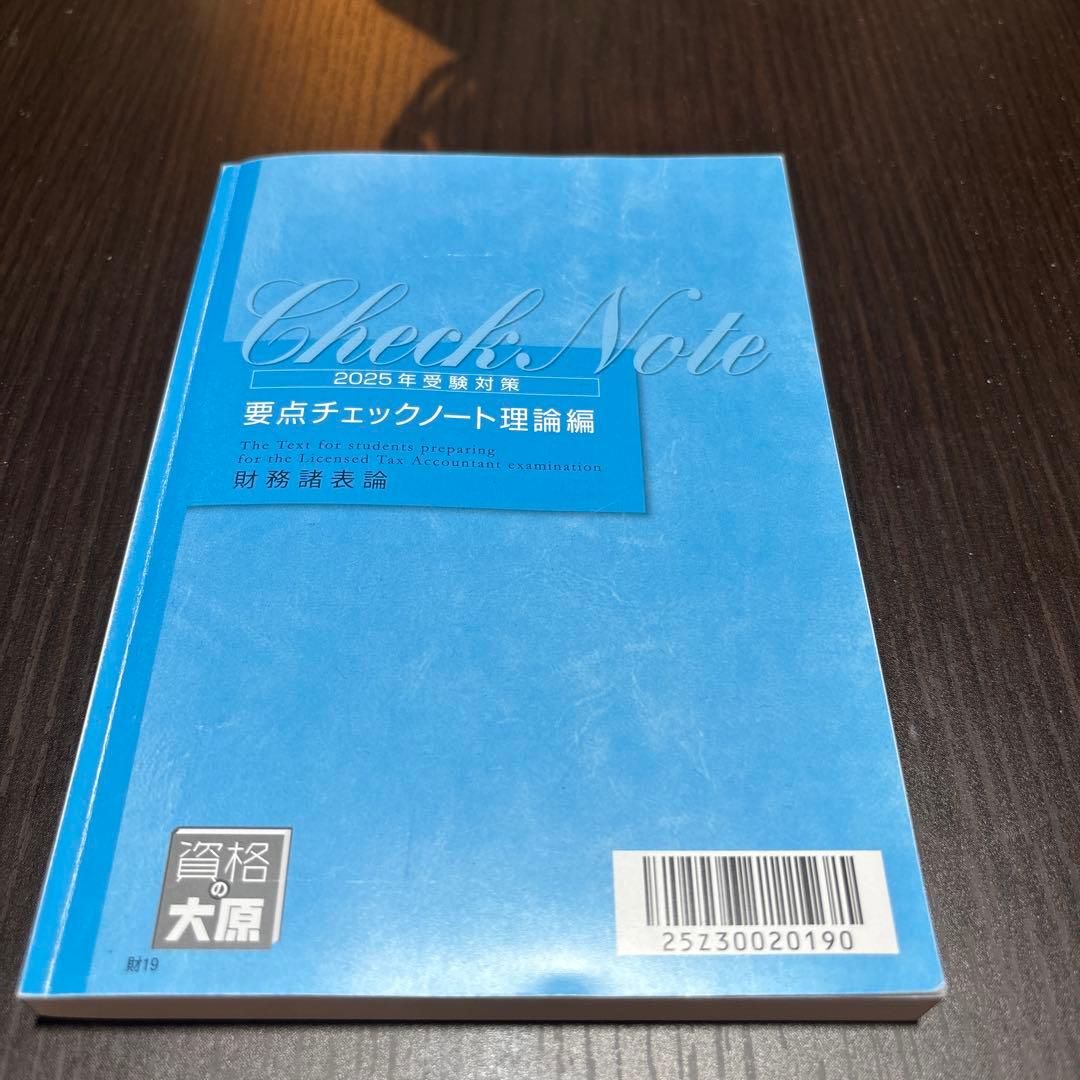 Check Note
2025年受験対策
要点チェックノート理論編
The Text for students preparing
for the Licensed Tax Accountant examination
財務諸表論
資格
の
大原
25Z30020190
財19